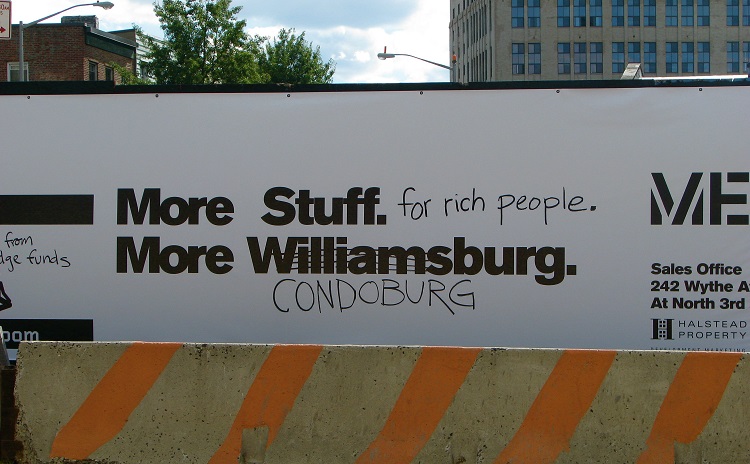 More Stuff. for rich people.
More Williamsburg.
CONDOBURG
from
funds
ME
Sales Office
242 Wythe
At North 3rd
HALSTEAD
PROPERTY